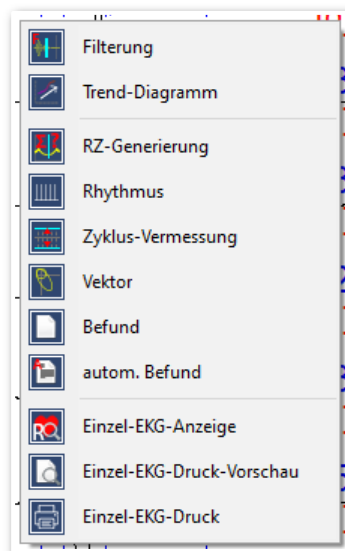 Filterung
Trend-Diagramm
RZ-Generierung
Rhythmus
Zyklus-Vermessung
Vektor
Befund
autom. Befund
Einzel-EKG-Anzeige
Einzel-EKG-Druck-Vorschau
Einzel-EKG-Druck